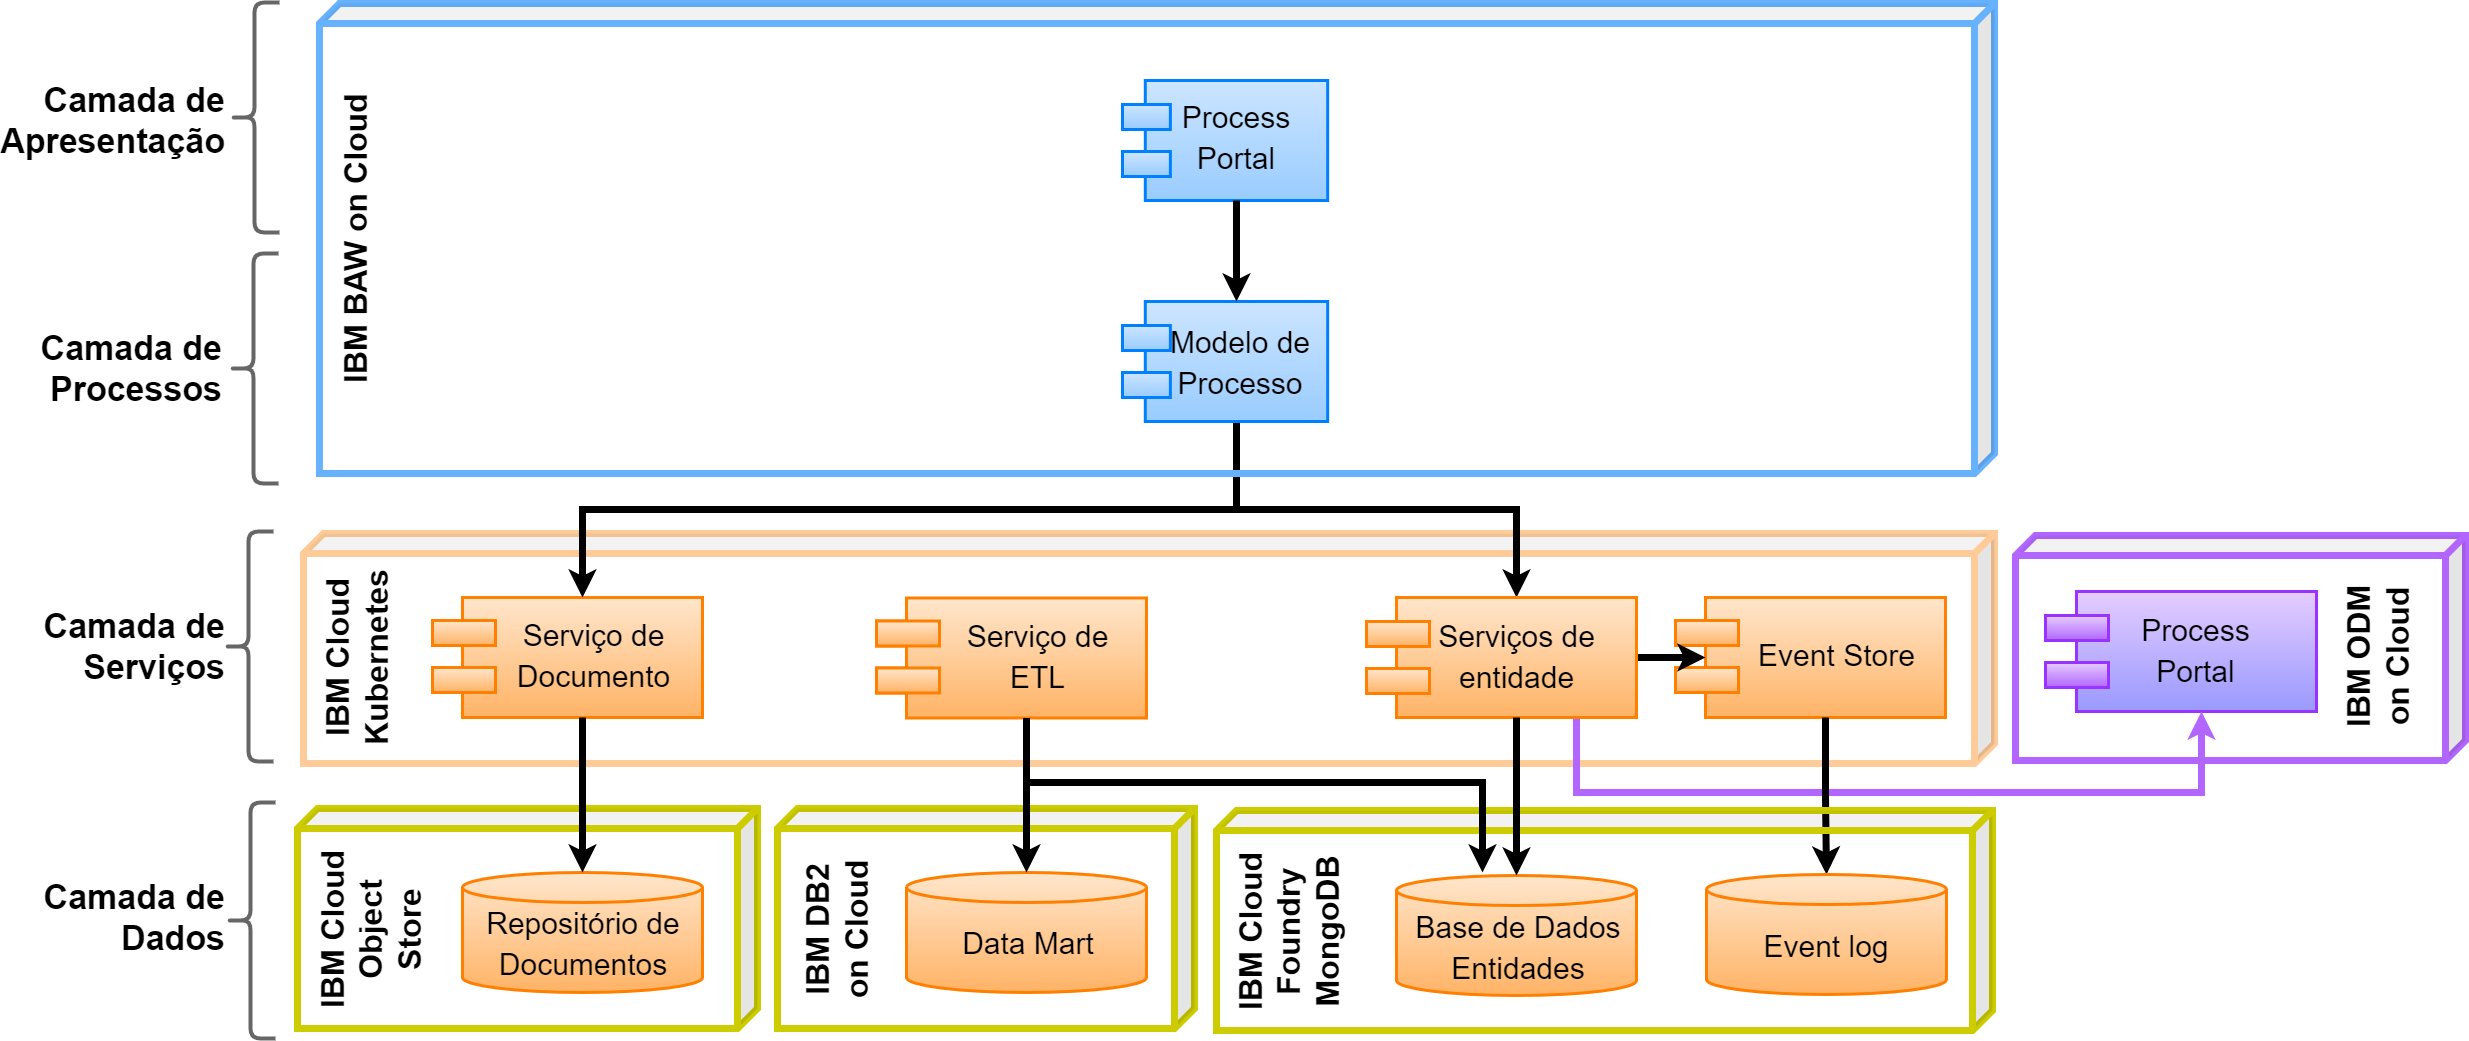 Camada de
Apresentação
IBM BAW on Cloud
Process
Portal
Camada de
Processos
Modelo de
Processo
Camada de
Serviços
IBM Cloud
Kubernetes
Serviço de
Documento
Serviço de
ETL
Serviços de
entidade
Event Store
Process
Portal
IBM ODM
on Cloud
Camada de
Dados
IBM Cloud
Object
Store
Repositório de
Documentos
IBM DB2
on Cloud
Data Mart
IBM Cloud
Foundry
MongoDB
Base de Dados
Entidades
Event log